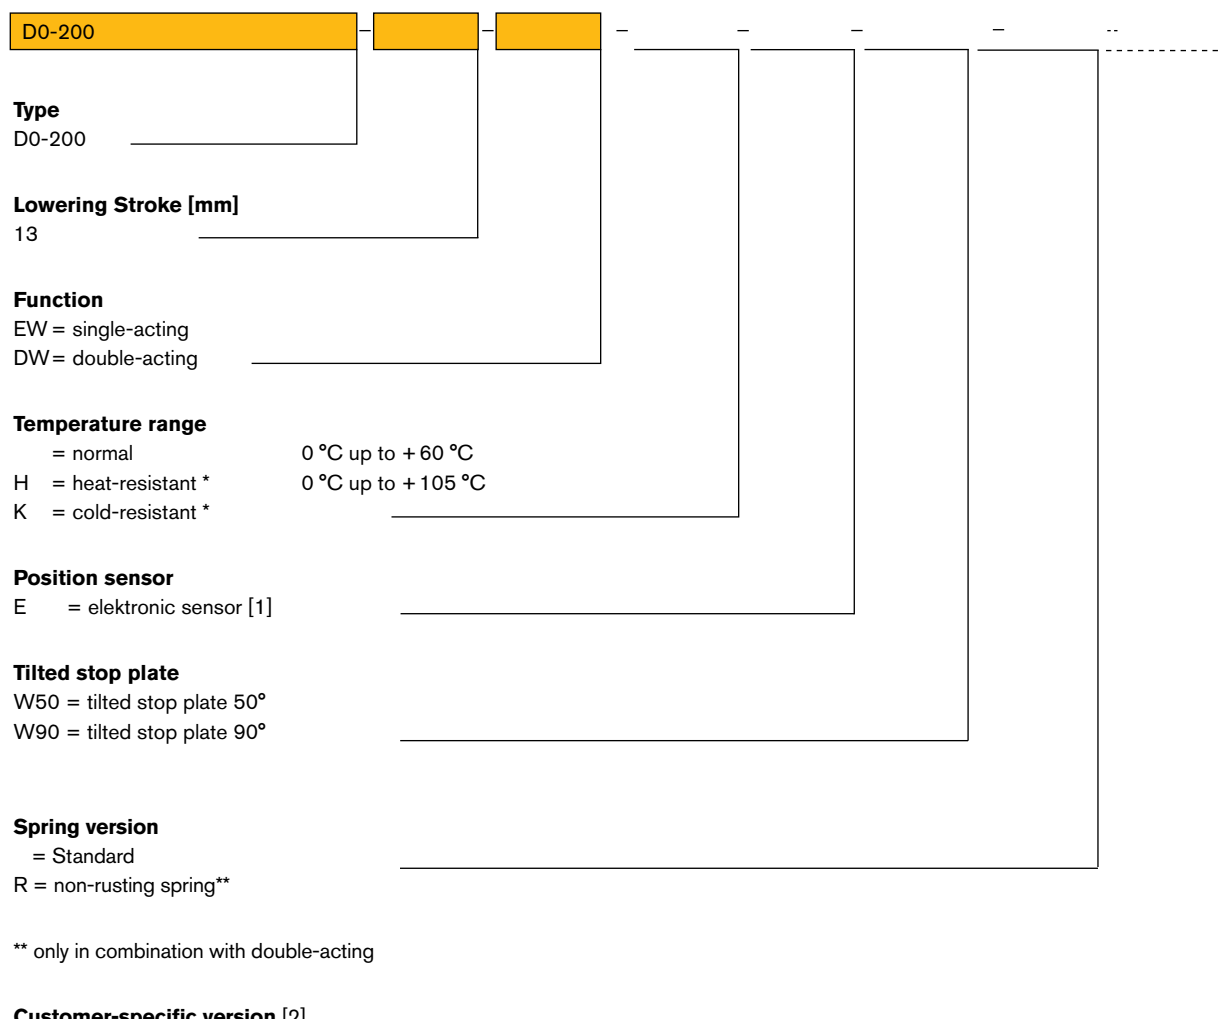 D0-200 – – – – – – --
Type
D0-200
Lowering Stroke [mm]
13
Function
EW = single-acting
DW = double-acting
Temperature range
= normal 0 °C up to +60 °C
H = heat-resistant * 0 °C up to +105 °C
K = cold-resistant *
Position sensor
E = elektronic sensor [1]
Tilted stop plate
W50 = tilted stop plate 50°
W90 = tilted stop plate 90°
Spring version
= Standard
R = non-rusting spring**
** only in combination with double-acting
Customer-specific version [2]